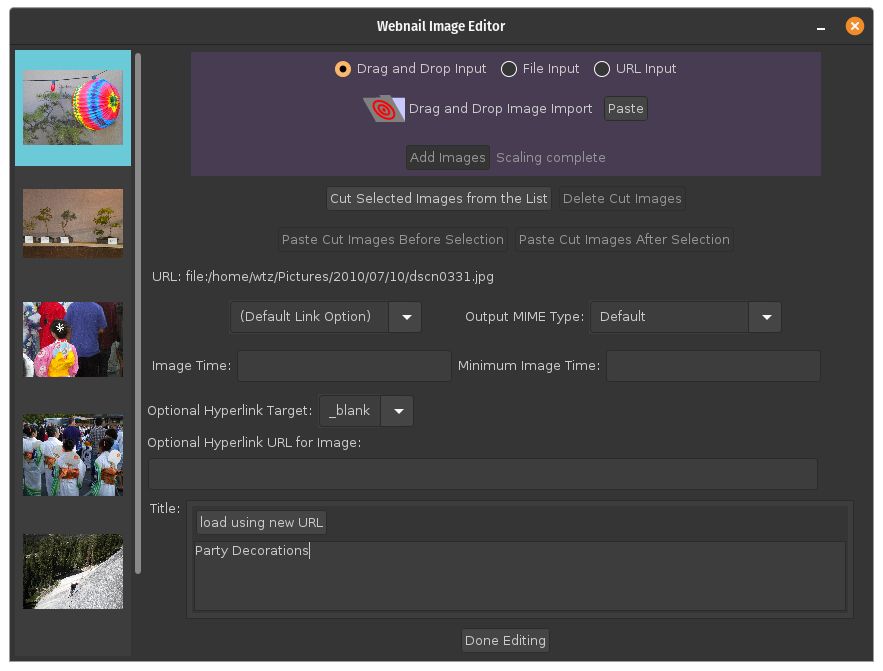 Webnail Image Editor
Drag and Drop Input File Input URL Input
Drag and Drop Image Import Paste
Add Images Scaling complete
Cut Selected Images from the List Delete Cut Images
Paste Cut Images Before Selection Paste Cut Images After Selection
URL: file:/home/wtz/Pictures/2010/07/10/dscn0331.jpg
(Default Link Option) Output MIME Type: Default
Image Time: Minimum Image Time:
Optional Hyperlink Target: _blank
Optional Hyperlink URL for Image:
Title:
load using new URL
Party Decorations
Done Editing